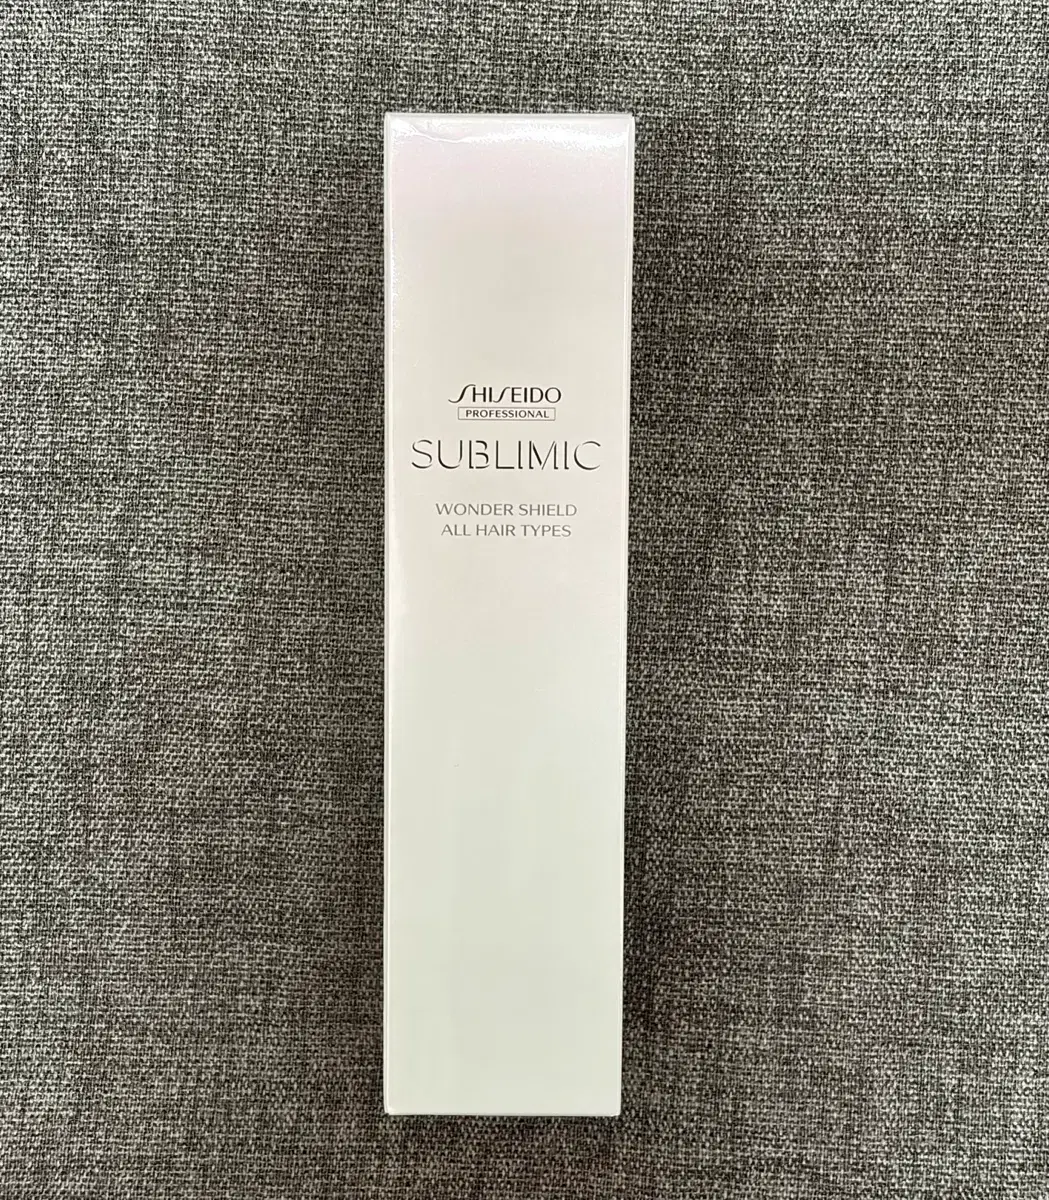 SHISEIDO
PROFESSIONAL
SUBLIMIC
WONDER SHIELD
ALL HAIR TYPES